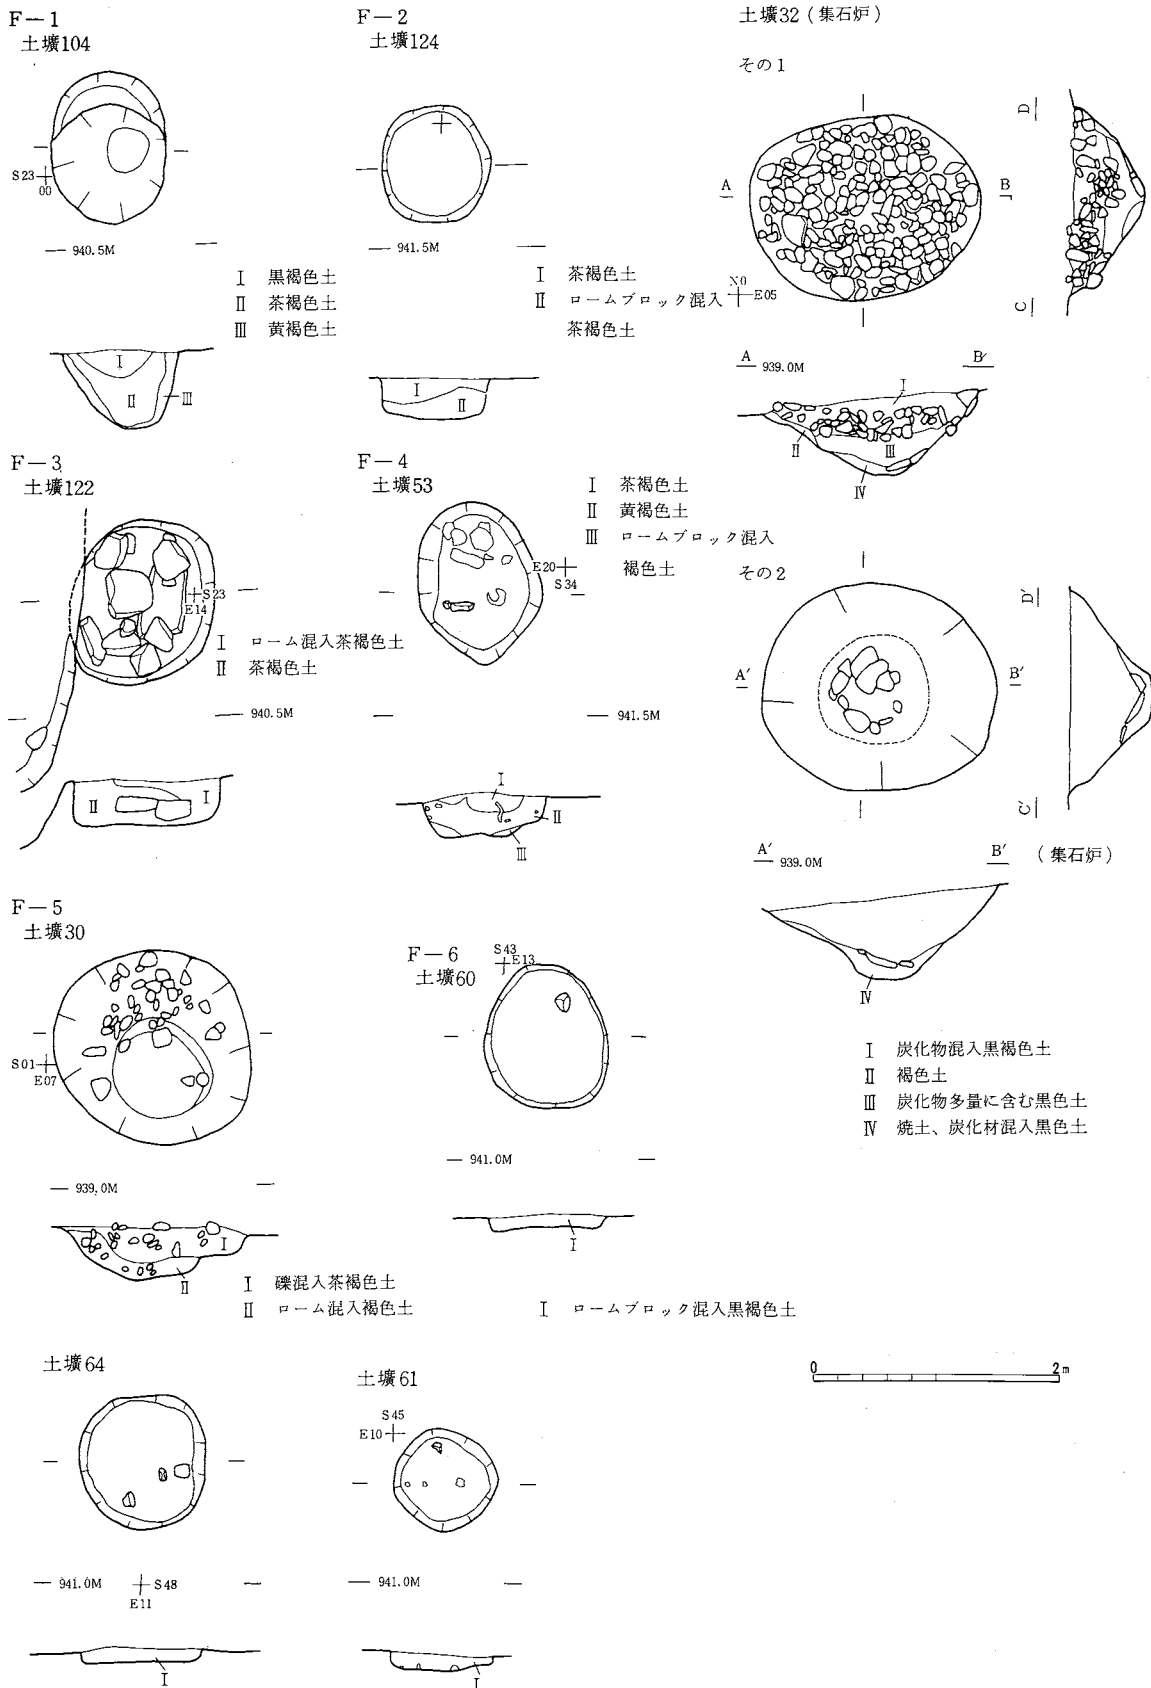 F－1
土壙104
S23
00
940.5M
I 黒褐色土
II 茶褐色土
III 黄褐色土
I
II
III
F－2
土壙124
941.5M
I 茶褐色土
II ロームブロック混入
茶褐色土
I
II
土壙32（集石炉）
その1
A
B
D
C
N0
E05
A
939.0M
B
I
II
III
IV
F－3
土壙122
S23
E14
I ローム混入茶褐色土
II 茶褐色土
940.5M
II
I
F－4
土壙53
E20
S34
I 茶褐色土
II 黄褐色土
III ロームブロック混入
褐色土
941.5M
I
II
III
その2
A′
B′
D′
C′
A′
939.0M
B′
（集石炉）
IV
I 炭化物混入黒褐色土
II 褐色土
III 炭化物多量に含む黒色土
IV 焼土、炭化材混入黒色土
F－5
土壙30
S01
E07
939.0M
I
II
I 礫混入茶褐色土
II ローム混入褐色土
F－6
土壙60
S43
E13
941.0M
I
I ロームブロック混入黒褐色土
0
2m
土壙64
941.0M
S48
E11
I
土壙61
S45
E10
941.0M
I